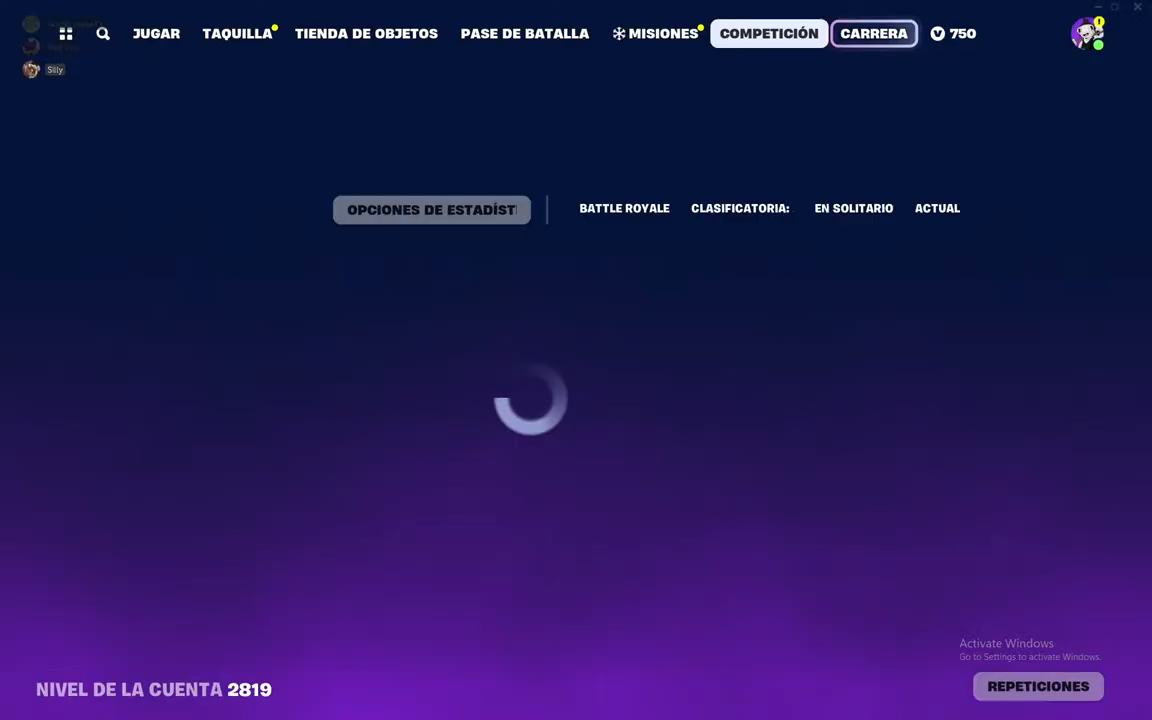 JUGAR
TAQUILLA
TIENDA DE OBJETOS
PASE DE BATALLA
MISIONES
COMPETICIÓN
CARRERA
V 750
!
Silly
OPCIONES DE ESTADÍST
BATTLE ROYALE
CLASIFICATORIA:
EN SOLITARIO
ACTUAL
Activate Windows
Go to Settings to activate Windows.
NIVEL DE LA CUENTA 2819
REPETICIONES